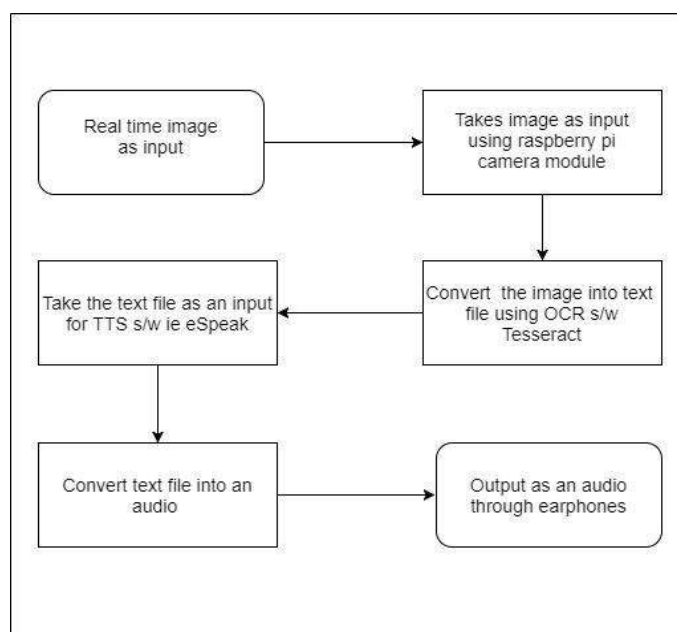 Real time image
as input
Takes image as input
using raspberry pi
camera module
Convert  the image into text
file using OCR s/w
Tesseract
Take the text file as an input
for TTS s/w ie eSpeak
Convert text file into an
audio
Output as an audio
through earphones